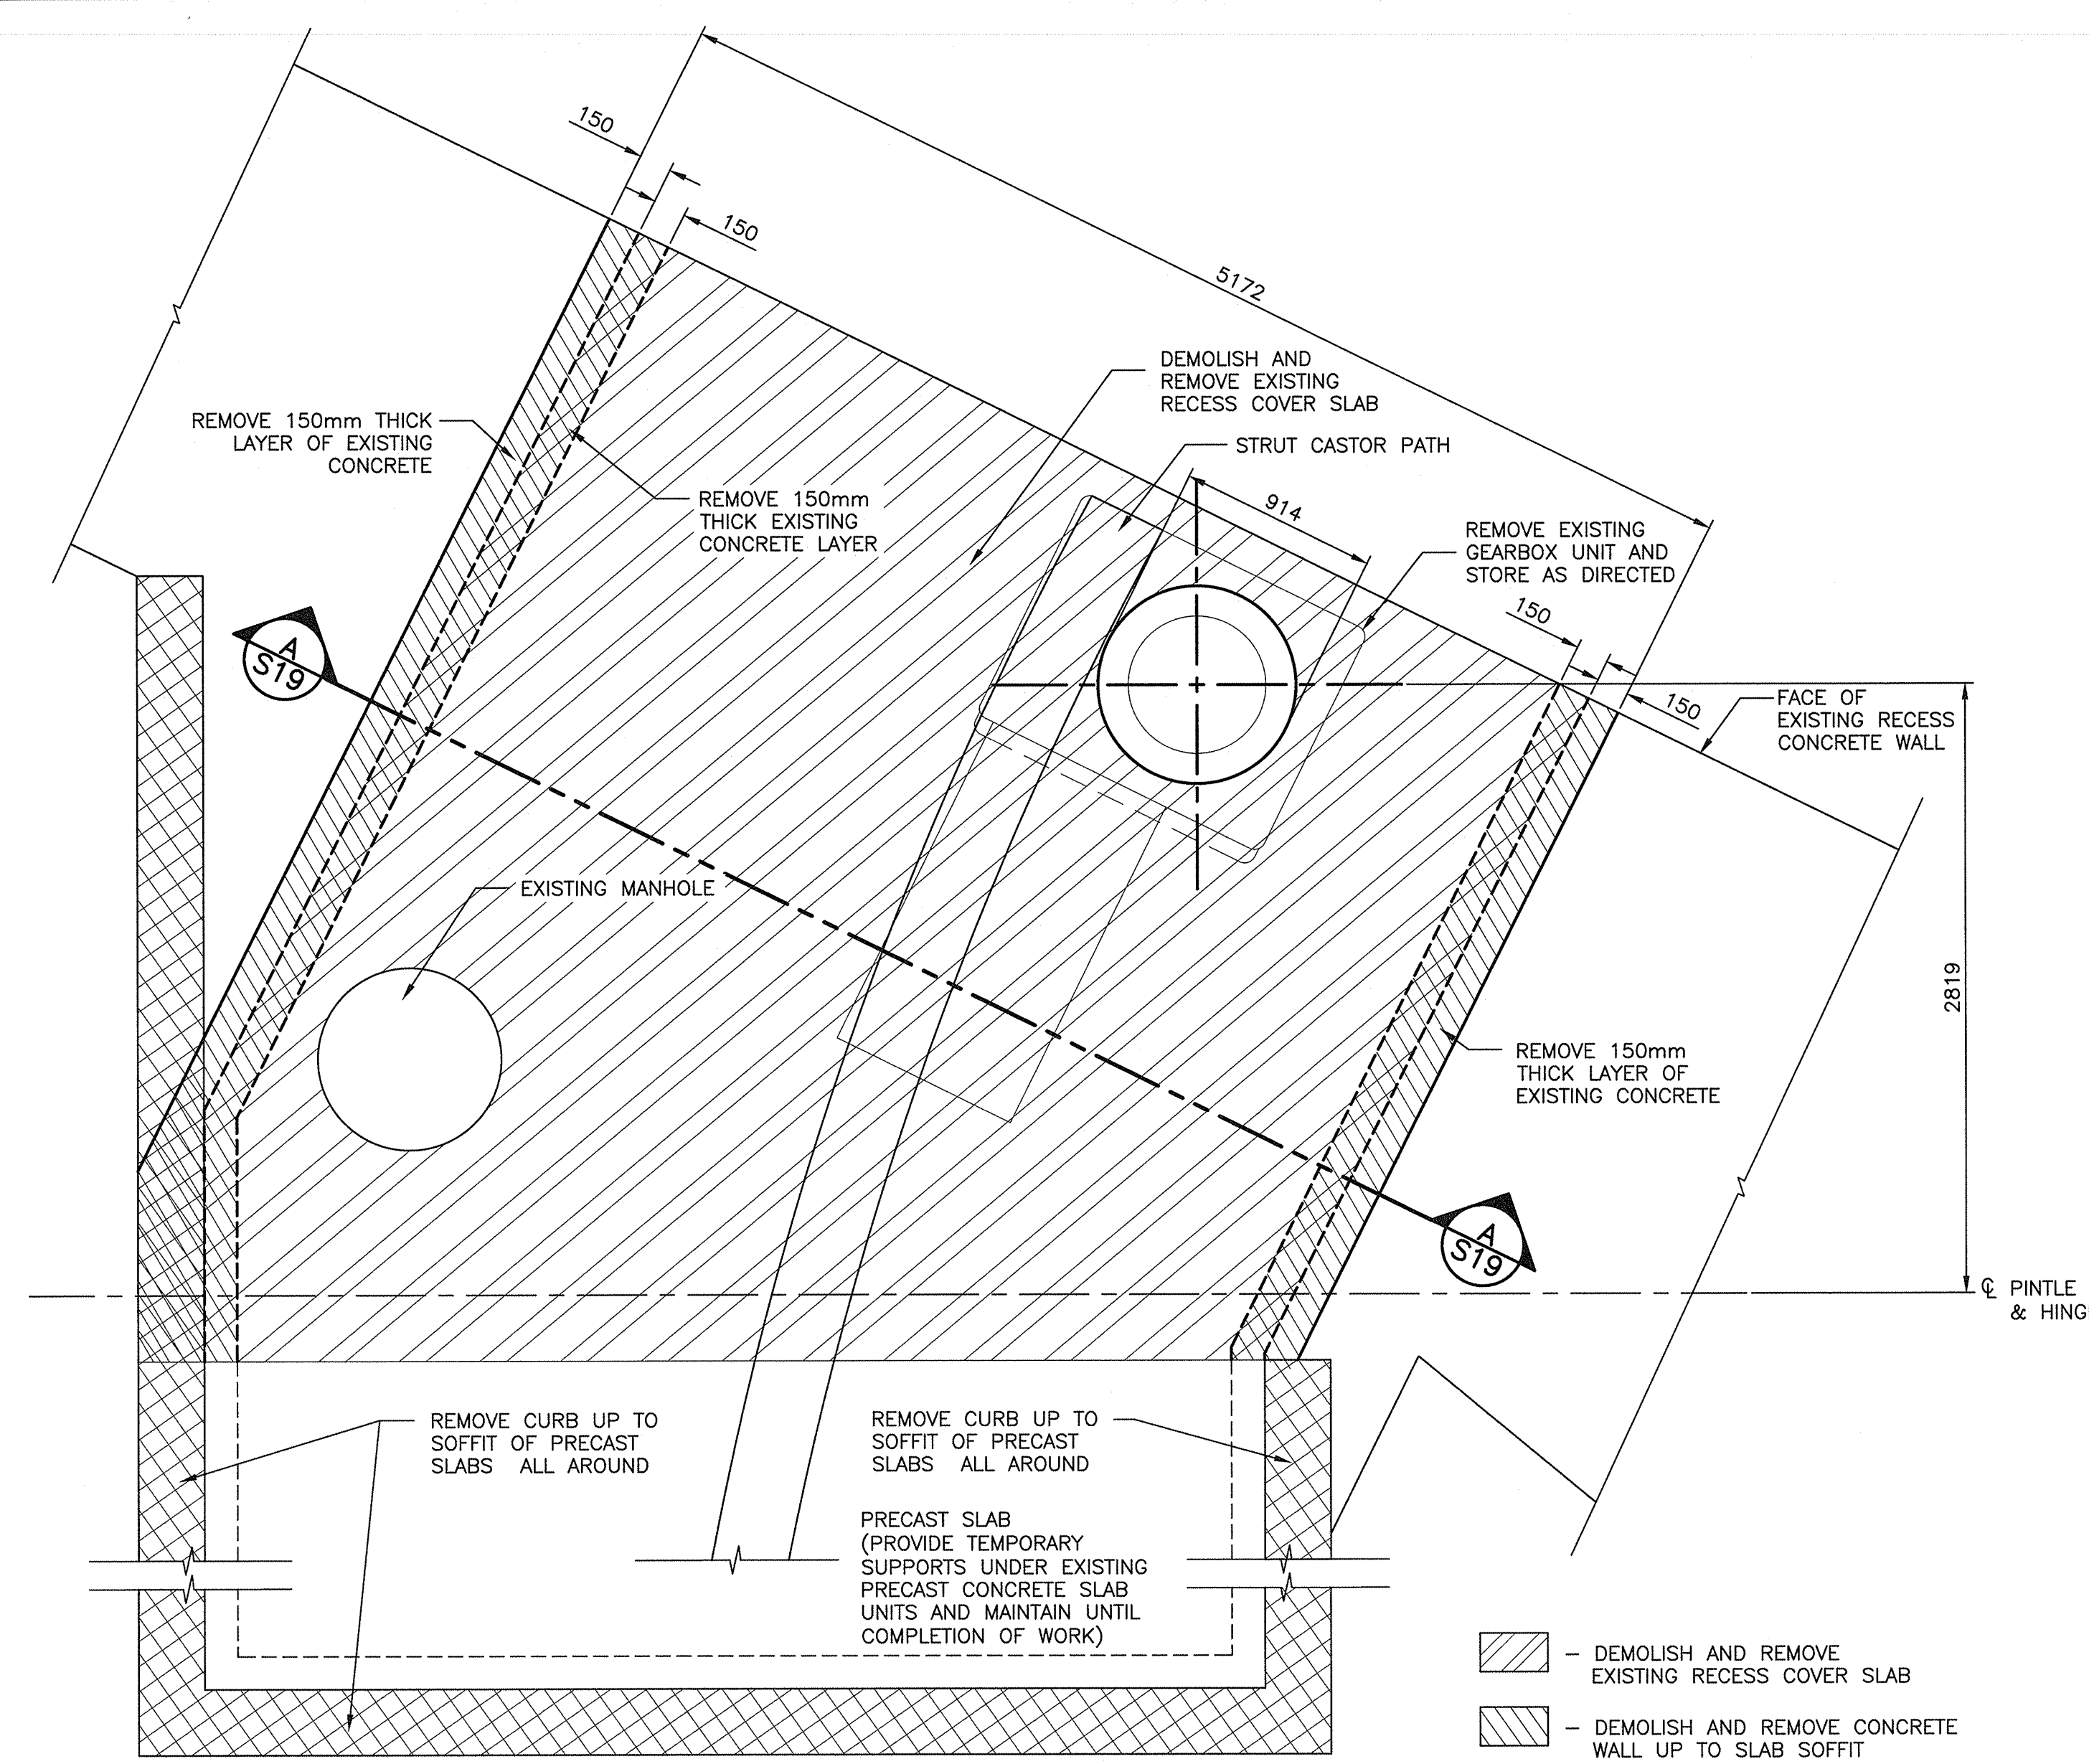 150
150
5172
DEMOLISH AND
REMOVE EXISTING
RECESS COVER SLAB
REMOVE 150mm THICK
LAYER OF EXISTING
CONCRETE
STRUT CASTOR PATH
REMOVE 150mm
THICK EXISTING
CONCRETE LAYER
914
REMOVE EXISTING
GEARBOX UNIT AND
STORE AS DIRECTED
150
150
A
S19
FACE OF
EXISTING RECESS
CONCRETE WALL
EXISTING MANHOLE
2819
REMOVE 150mm
THICK LAYER OF
EXISTING CONCRETE
A
S19
℄ PINTLE
& HING
REMOVE CURB UP TO
SOFFIT OF PRECAST
SLABS ALL AROUND
REMOVE CURB UP TO
SOFFIT OF PRECAST
SLABS ALL AROUND
PRECAST SLAB
(PROVIDE TEMPORARY
SUPPORTS UNDER EXISTING
PRECAST CONCRETE SLAB
UNITS AND MAINTAIN UNTIL
COMPLETION OF WORK)
– DEMOLISH AND REMOVE
EXISTING RECESS COVER SLAB
– DEMOLISH AND REMOVE CONCRETE
WALL UP TO SLAB SOFFIT